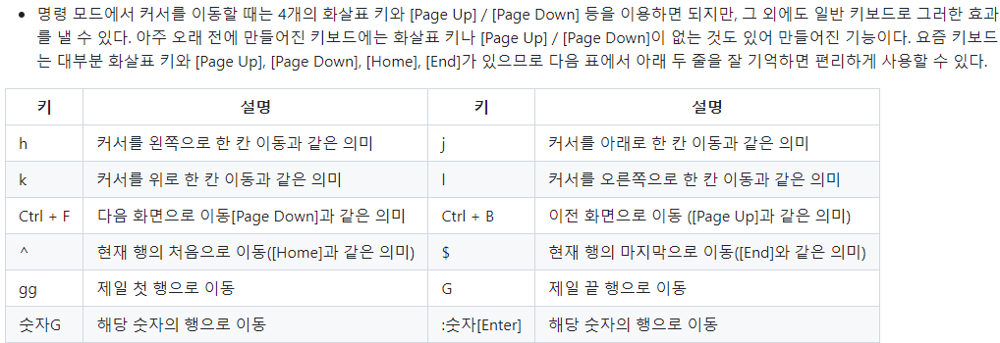 명령 모드에서 커서를 이동할 때는 4개의 화살표 키와 [Page Up] / [Page Down] 등을 이용하면 되지만, 그 외에도 일반 키보드로 그러한 효과
를 낼 수 있다. 아주 오래 전에 만들어진 키보드에는 화살표 키나 [Page Up] / [Page Down]이 없는 것도 있어 만들어진 기능이다. 요즘 키보드
는 대부분 화살표 키와 [Page Up], [Page Down], [Home], [End]가 있으므로 다음 표에서 아래 두 줄을 잘 기억하면 편리하게 사용할 수 있다.
키 설명 키 설명
h 커서를 왼쪽으로 한 칸 이동과 같은 의미 j 커서를 아래로 한 칸 이동과 같은 의미
k 커서를 위로 한 칸 이동과 같은 의미 l 커서를 오른쪽으로 한 칸 이동과 같은 의미
Ctrl + F 다음 화면으로 이동[Page Down]과 같은 의미 Ctrl + B 이전 화면으로 이동 ([Page Up]과 같은 의미)
^ 현재 행의 처음으로 이동([Home]과 같은 의미) $ 현재 행의 마지막으로 이동([End]와 같은 의미)
gg 제일 첫 행으로 이동 G 제일 끝 행으로 이동
숫자G 해당 숫자의 행으로 이동 :숫자[Enter] 해당 숫자의 행으로 이동